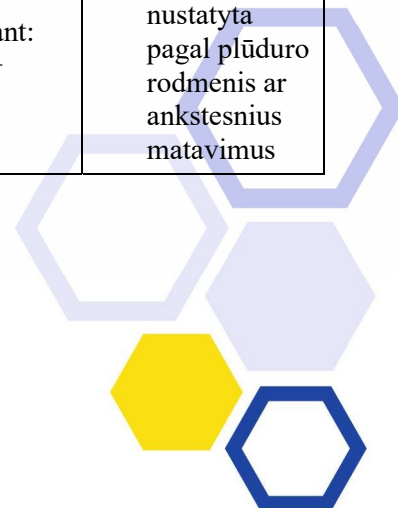 nustatyta
ant:
pagal plūduro
rodmenis ar
ankstesnius
matavimus